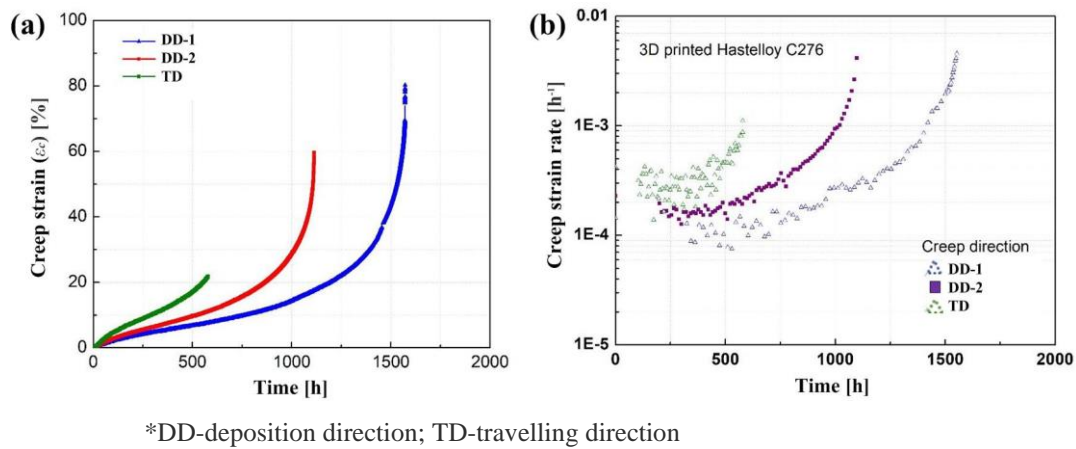 (a)
100
80
60
40
20
0
Creep strain (εc) [%]
DD-1
DD-2
TD
0 500 1000 1500 2000
Time [h]
(b)
0.01
1E-3
1E-4
1E-5
Creep strain rate [h⁻¹]
3D printed Hastelloy C276
Creep direction
DD-1
DD-2
TD
0 500 1000 1500 2000
Time [h]
*DD-deposition direction; TD-travelling direction